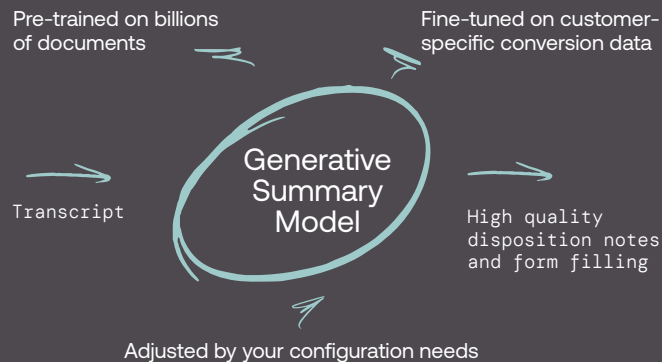 Pre-trained on billions
of documents
Fine-tuned on customer-
specific conversion data
Generative
Summary
Model
Transcript
High quality
disposition notes
and form filling
Adjusted by your configuration needs